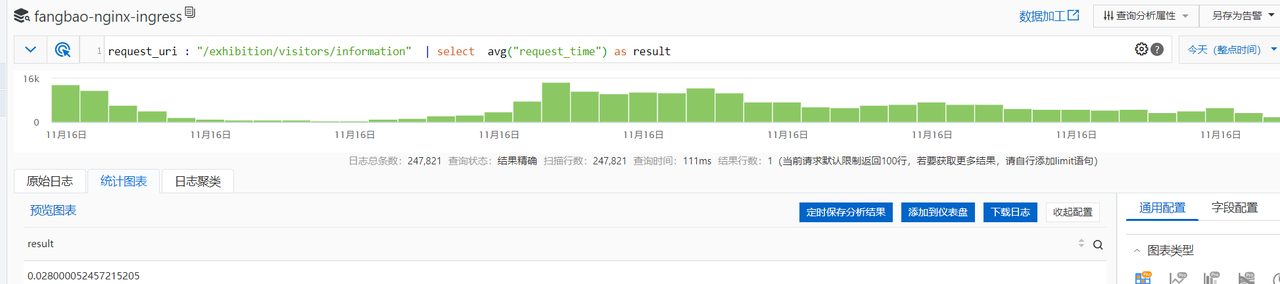 fangbao-nginx-ingress
数据加工
查询分析属性
另存为告警
1 request_uri : "/exhibition/visitors/information" | select avg("request_time") as result
今天（整点时间）
16k
0
11月16日 11月16日 11月16日 11月16日 11月16日 11月16日 11月16日 11月16日 11月16日
日志总条数：247,821 查询状态：结果精确 扫描行数：247,821 查询时间：111ms 结果行数：1（当前请求默认限制返回100行，若要获取更多结果，请自行添加limit语句）
原始日志 统计图表 日志聚类
预览图表
定时保存分析结果 添加到仪表盘 下载日志 收起配置
通用配置 字段配置
result
图表类型
0.028000052457215205